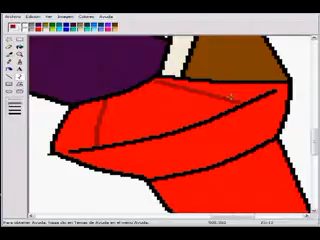 Archivo Edición Ver Imagen Colores Ayuda
Para obtener Ayuda, haga clic en Temas de Ayuda en el menú Ayuda.